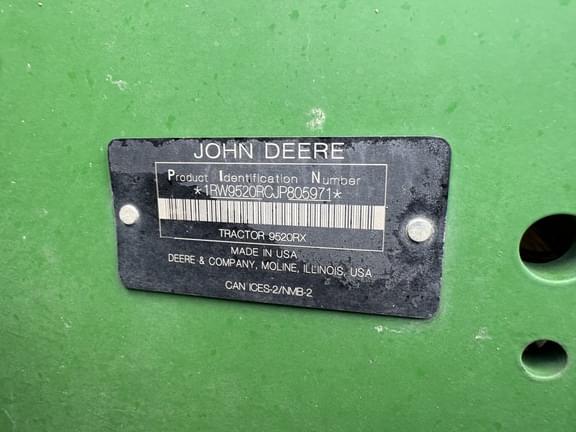 JOHN DEERE
Product Identification Number
*1RW9520RCJP805971*
TRACTOR 9520RX
MADE IN USA
DEERE & COMPANY, MOLINE, ILLINOIS, USA
CAN ICES-2/NMB-2